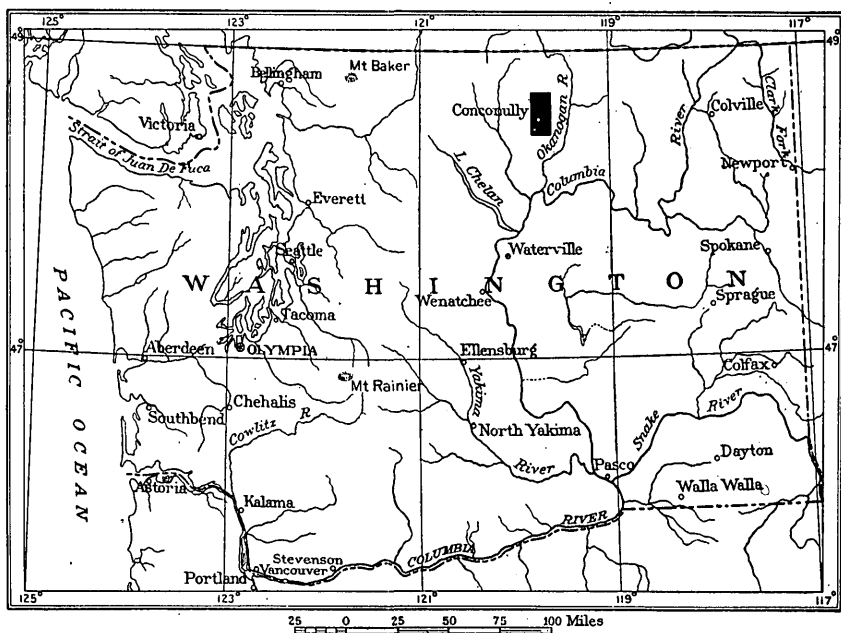 125° 123° 121° 119° 117°
49° 49°
Bellingham
Mt Baker
Conconully
Okanogan R
River
Colville
Clark Fork
Victoria
Strait of Juan De Fuca
Newport
L Chelan
Columbia
Everett
Seattle
Waterville
Spokane
WASHINGTON
Wenatchee
Sprague
PACIFIC OCEAN
Tacoma
47° 47°
Aberdeen
OLYMPIA
Ellensburg
Colfax
Mt Rainier
Yakima
Southbend
Chehalis
Cowlitz R
Snake River
North Yakima
River
Pasco
Dayton
Astoria
Walla Walla
Kalama
COLUMBIA RIVER
Stevenson
Vancouver
Portland
125° 123° 121° 119° 117°
25 0 25 50 75 100 Miles